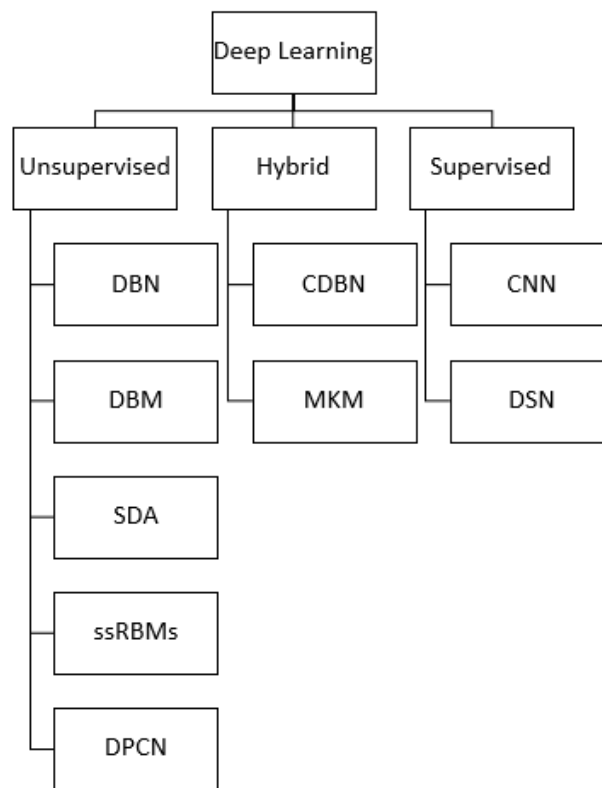 Deep Learning
Unsupervised
Hybrid
Supervised
DBN
CDBN
CNN
DBM
MKM
DSN
SDA
ssRBMs
DPCN